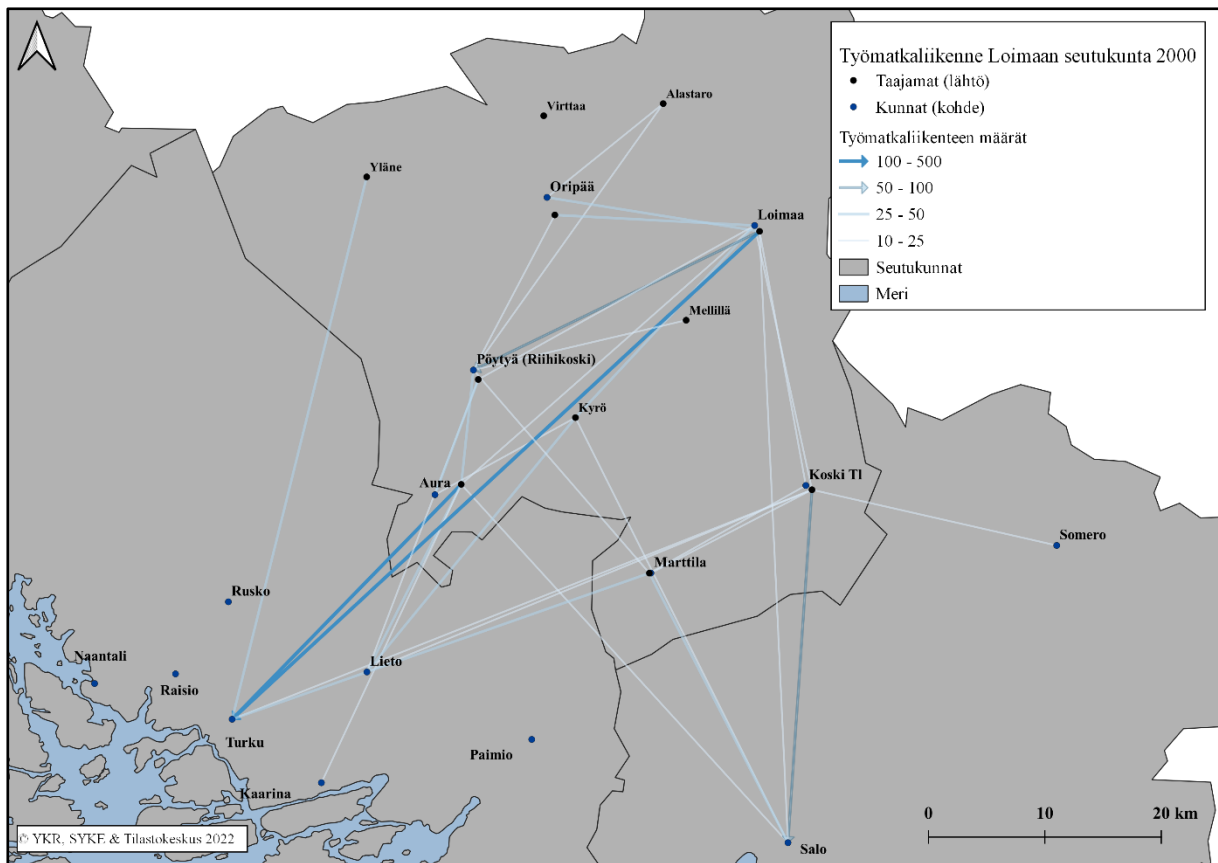 Työmatkaliikenne Loimaan seutukunta 2000
Taajamat (lähtö)
Kunnat (kohde)
Työmatkaliikenteen määrät
100 - 500
50 - 100
25 - 50
10 - 25
Seutukunnat
Meri
Alastaro
Virttaa
Yläne
Oripää
Loimaa
Mellillä
Pöytyä (Riihikoski)
Kyrö
Aura
Koski Tl
Somero
Marttila
Rusko
Naantali
Lieto
Raisio
Turku
Paimio
Kaarina
Salo
0 10 20 km
© YKR, SYKE & Tilastokeskus 2022